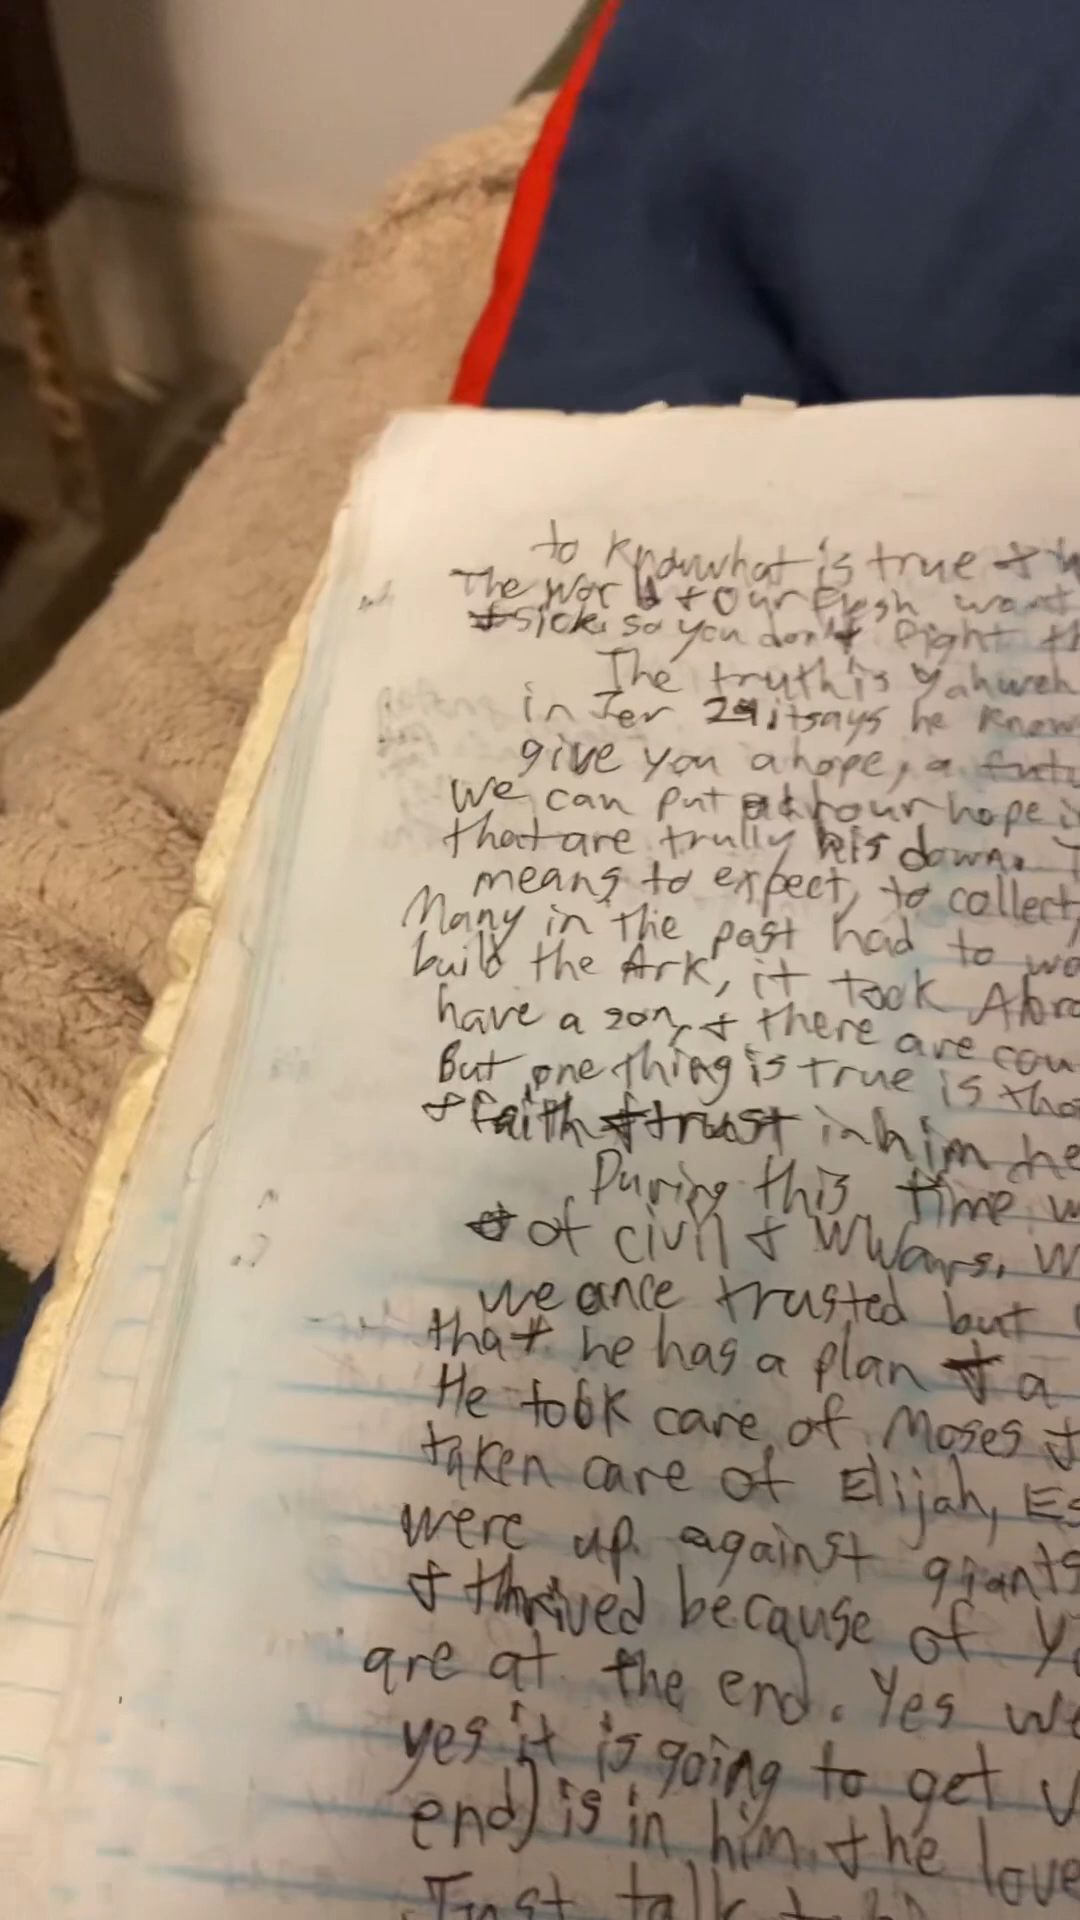 to know what is true +
The world + our flesh want
+ sick so you don't fight th
The truth is Yahweh
in Jer 29 it says he know
give you a hope, a futu
we can put our hope i
that are trully his down. T
means to expect, to collect,
Many in the past had to wa
build the Ark, it took Abra
have a son, + there are cou
But one thing is true is tha
+ faith + trust in him he
During this time w
of civil + WWars. W
we once trusted but
that he has a plan + a
He took care of Moses +
taken care of Elijah, Es
were up against giants
+ thrived because of Ya
are at the end. Yes we
yes it is going to get
end) is in him + he love
Just talk to